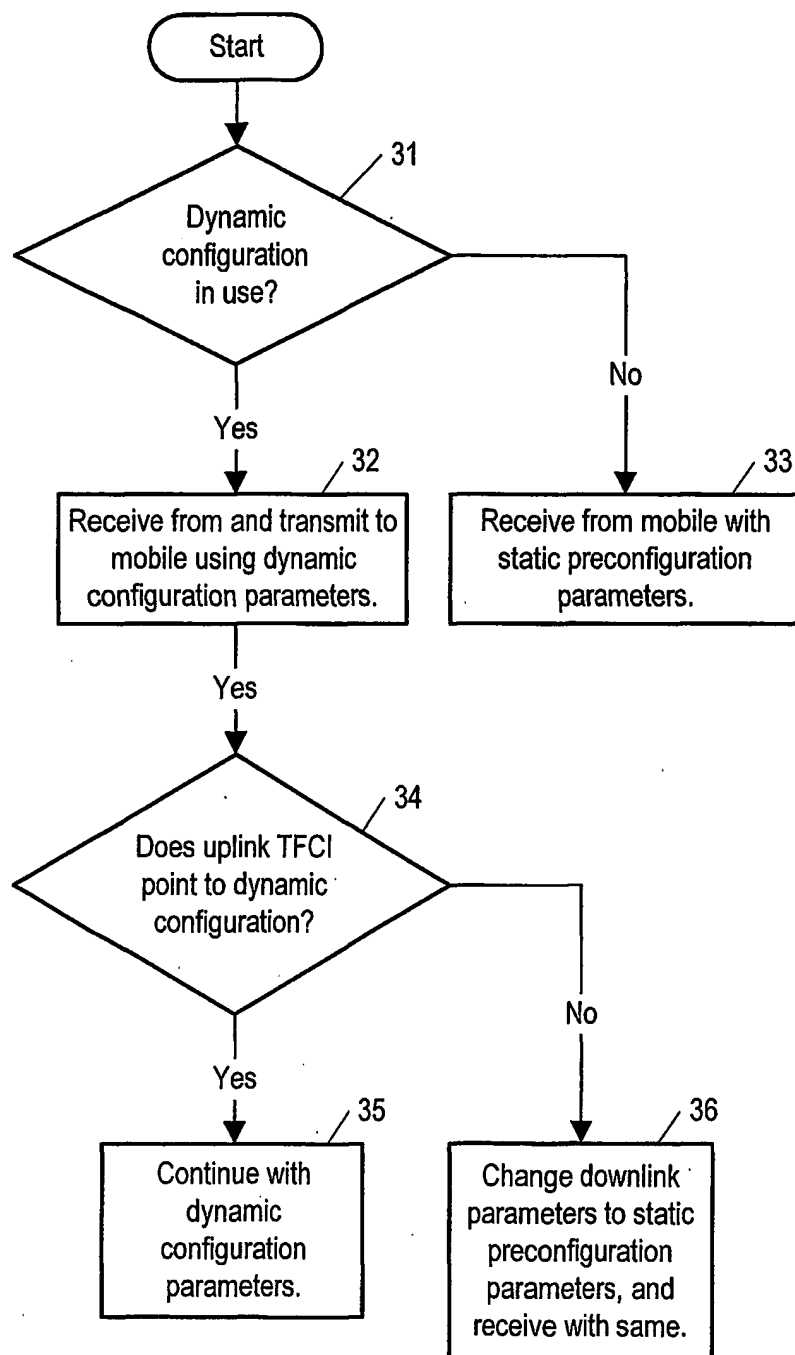 Start
31
Dynamic
configuration
in use?
No
Yes
32
33
Receive from and transmit to
mobile using dynamic
configuration parameters.
Receive from mobile with
static preconfiguration
parameters.
Yes
34
Does uplink TFCI
point to dynamic
configuration?
No
Yes
35
36
Continue with
dynamic
configuration
parameters.
Change downlink
parameters to static
preconfiguration
parameters, and
receive with same.